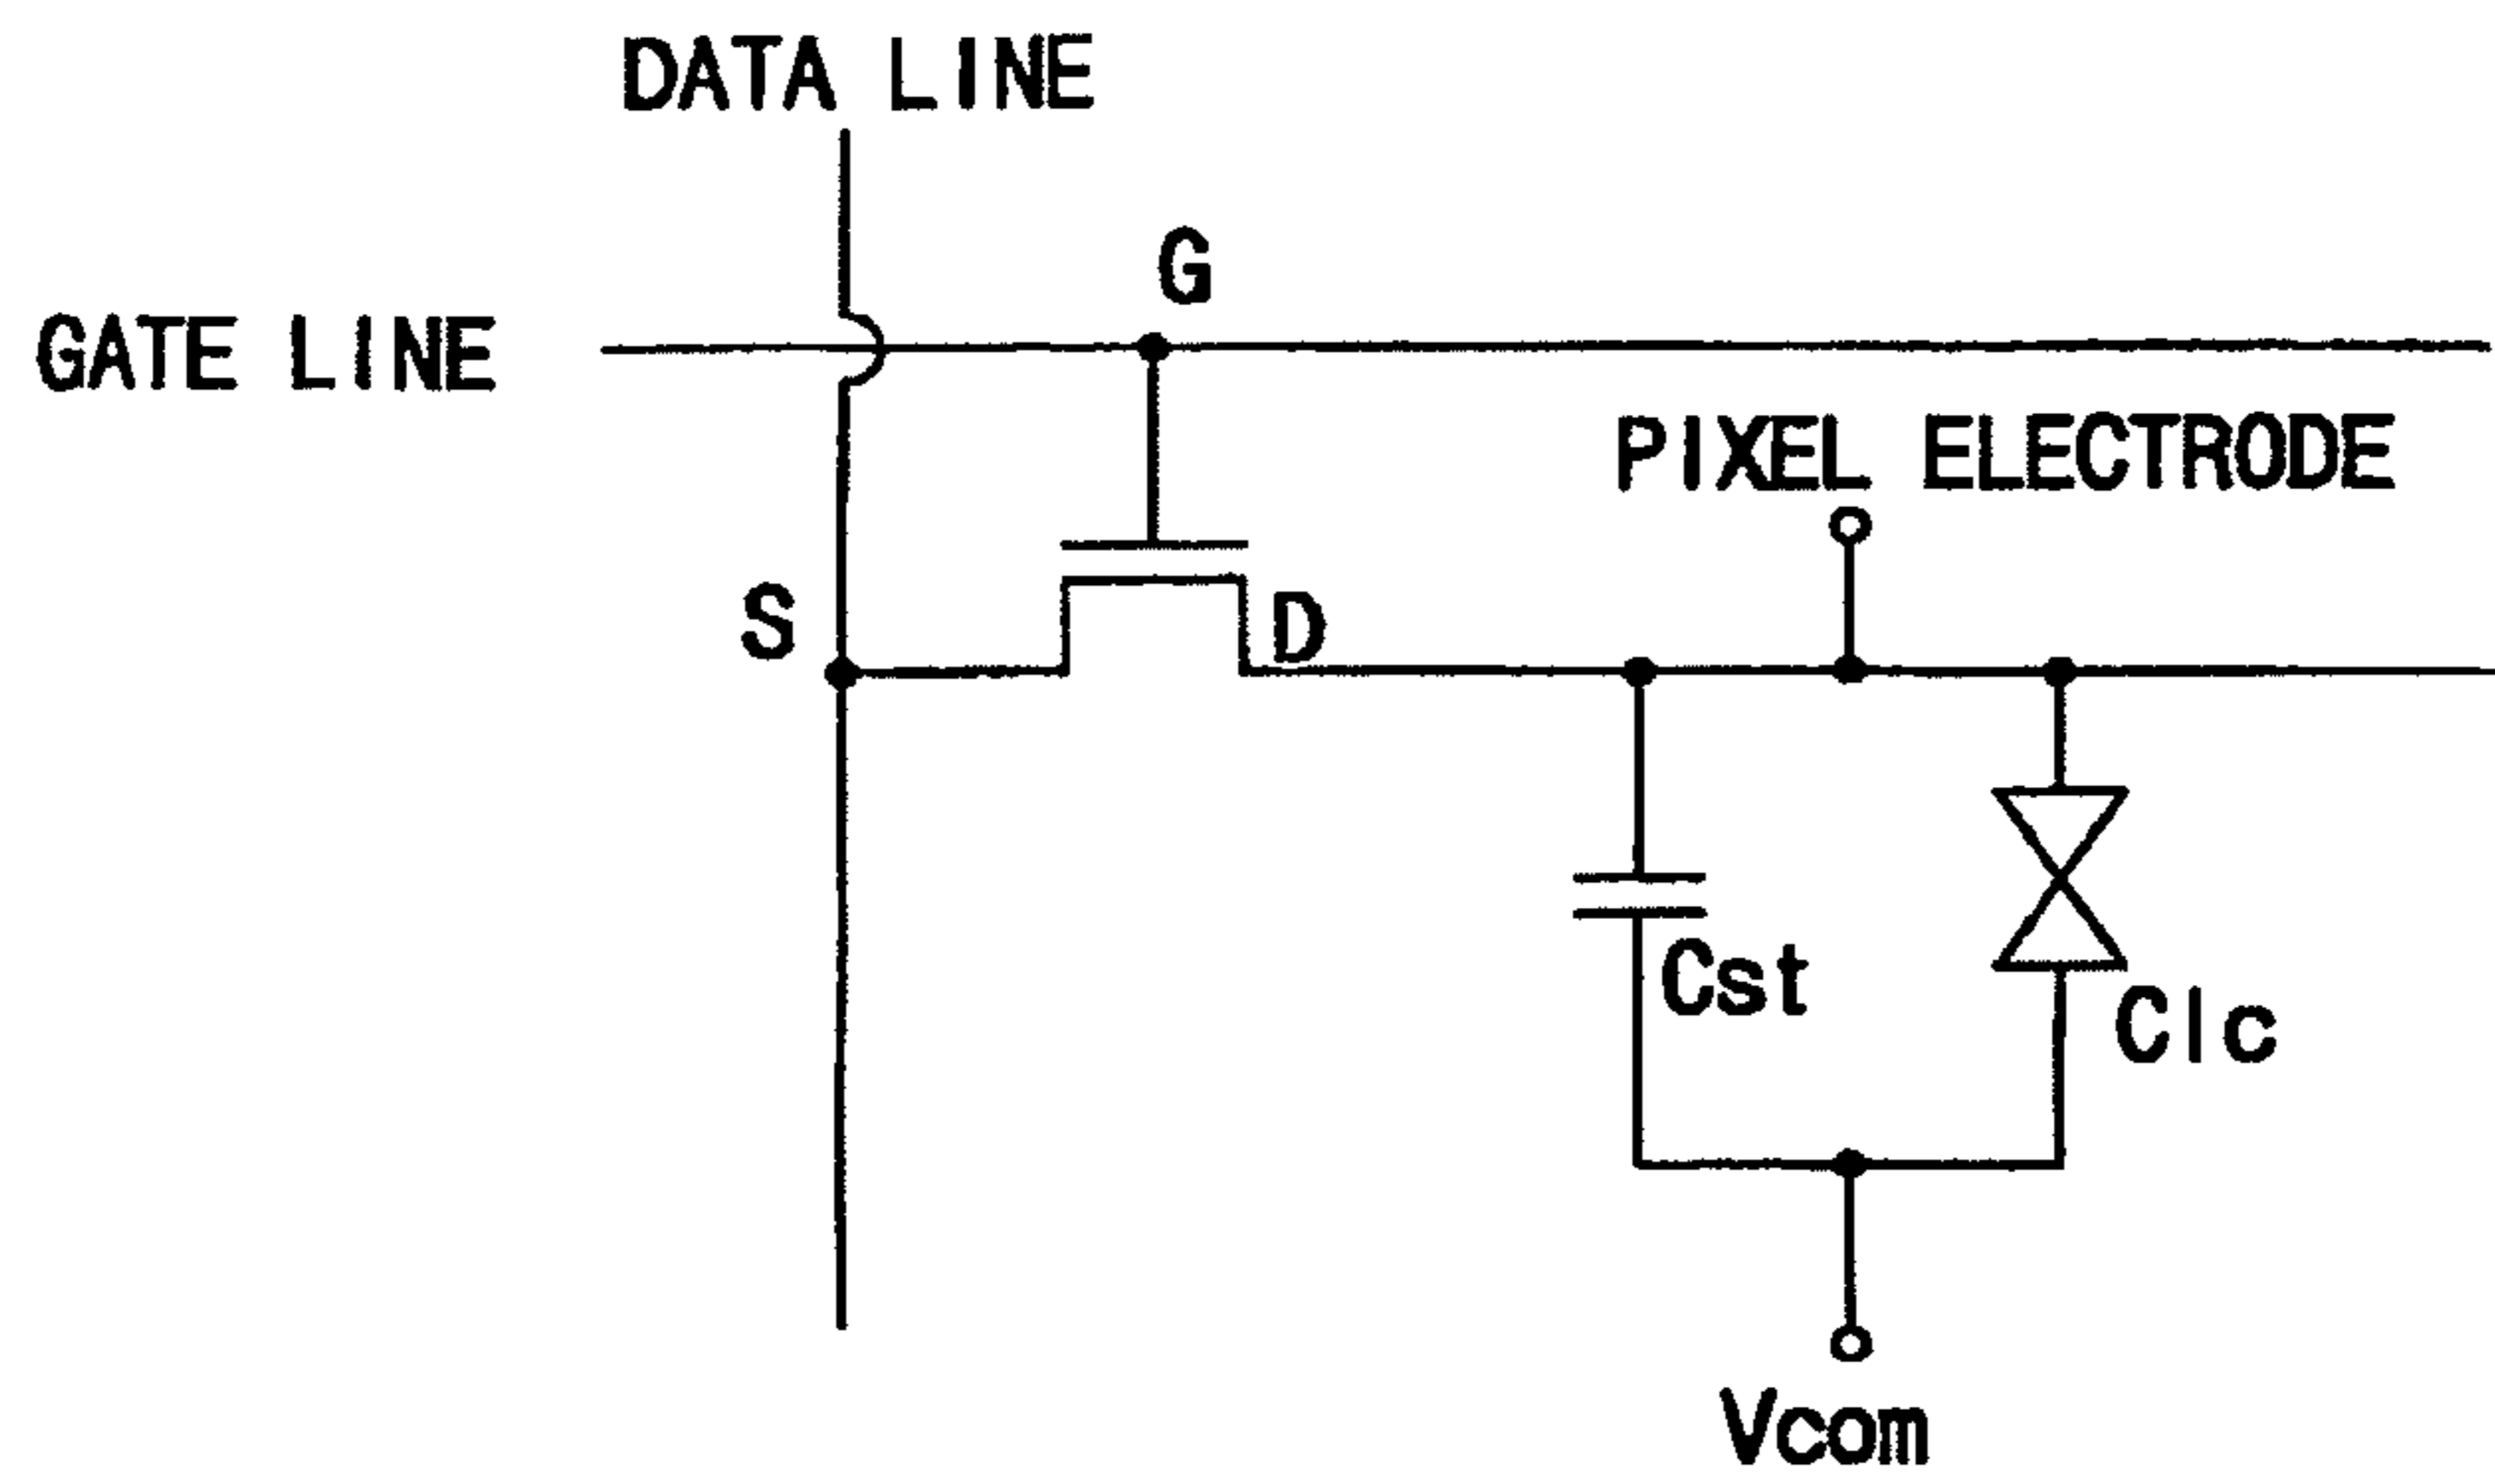 DATA LINE
G
GATE LINE
PIXEL ELECTRODE
S
D
Cst
Clc
Vcom